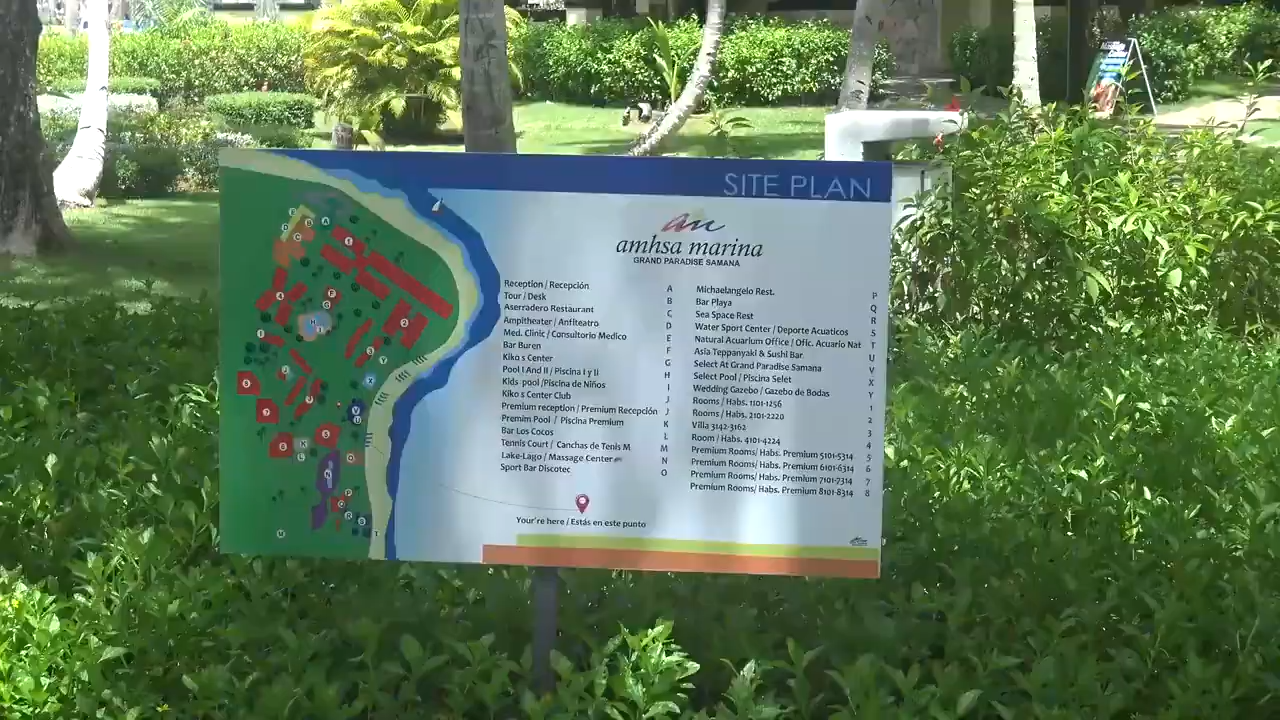 SITE PLAN
amhsa marina
GRAND PARADISE SAMANA
Reception / Recepción A
Tour / Desk B
Aserradero Restaurant C
Ampitheater / Anfiteatro D
Med. Clinic / Consultorio Medico E
Bar Buren F
Kiko s Center G
Pool I And II / Piscina I y II H
Kids pool /Piscina de Niños I
Kiko s Center Club J
Premium reception / Premium Recepción J
Premim Pool / Piscina Premium K
Bar Los Cocos L
Tennis Court / Canchas de Tenis M M
Lake-Lago / Massage Center N
Sport Bar Discotec O
Michaelangelo Rest. P
Bar Playa Q
Sea Space Rest R
Water Sport Center / Deporte Acuaticos S
Natural Aquarium Office / Ofic. Acuario Nat T
Asia Teppanyaki & Sushi Bar U
Select At Grand Paradise Samana V
Select Pool / Piscina Selet X
Wedding Gazebo / Gazebo de Bodas Y
Rooms / Habs. 1101-1256 1
Rooms / Habs. 2101-2220 2
Villa 3142-3162 3
Room / Habs. 4101-4224 4
Premium Rooms/ Habs. Premium 5101-5314 5
Premium Rooms/ Habs. Premium 6101-6314 6
Premium Rooms/ Habs. Premium 7101-7314 7
Premium Rooms/ Habs. Premium 8101-8314 8
Your're here / Estás en este punto